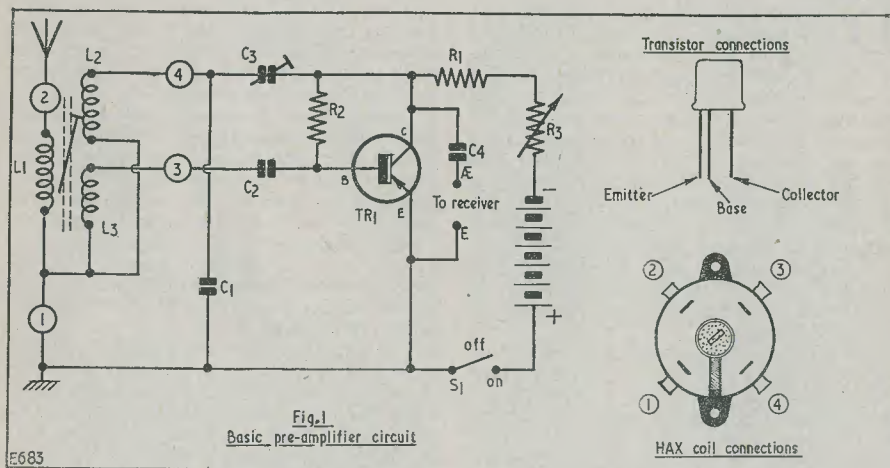 L2
4
C3
R1
2
R2
R3
L1
3
C2
C
B
TR1
E
C4
Æ
To receiver
E
-
+
L3
1
C1
off
S1
on
Fig.1
Basic pre-amplifier circuit
E683
Transistor connections
Emitter
Base
Collector
2
3
1
4
HAX coil connections